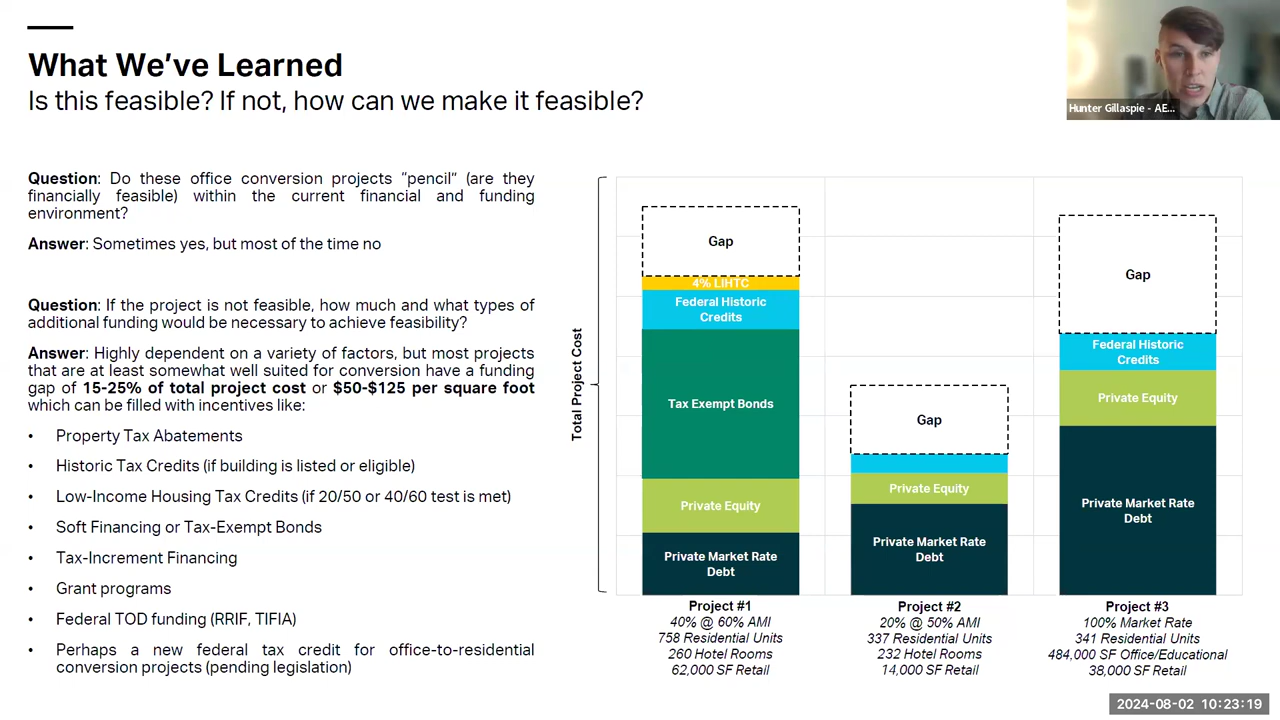 What We've Learned
Is this feasible? If not, how can we make it feasible?
Hunter Gillaspie - AE...
Question: Do these office conversion projects "pencil" (are they
financially feasible) within the current financial and funding
environment?
Answer: Sometimes yes, but most of the time no
Question: If the project is not feasible, how much and what types of
additional funding would be necessary to achieve feasibility?
Answer: Highly dependent on a variety of factors, but most projects
that are at least somewhat well suited for conversion have a funding
gap of 15-25% of total project cost or $50-$125 per square foot
which can be filled with incentives like:
• Property Tax Abatements
• Historic Tax Credits (if building is listed or eligible)
• Low-Income Housing Tax Credits (if 20/50 or 40/60 test is met)
• Soft Financing or Tax-Exempt Bonds
• Tax-Increment Financing
• Grant programs
• Federal TOD funding (RRIF, TIFIA)
• Perhaps a new federal tax credit for office-to-residential
conversion projects (pending legislation)
Total Project Cost
Gap
4% LIHTC
Federal Historic
Credits
Tax Exempt Bonds
Private Equity
Private Market Rate
Debt
Project #1
40% @ 60% AMI
758 Residential Units
260 Hotel Rooms
62,000 SF Retail
Gap
Private Equity
Private Market Rate
Debt
Project #2
20% @ 50% AMI
337 Residential Units
232 Hotel Rooms
14,000 SF Retail
Gap
Federal Historic
Credits
Private Equity
Private Market Rate
Debt
Project #3
100% Market Rate
341 Residential Units
484,000 SF Office/Educational
38,000 SF Retail
2024-08-02 10:23:19